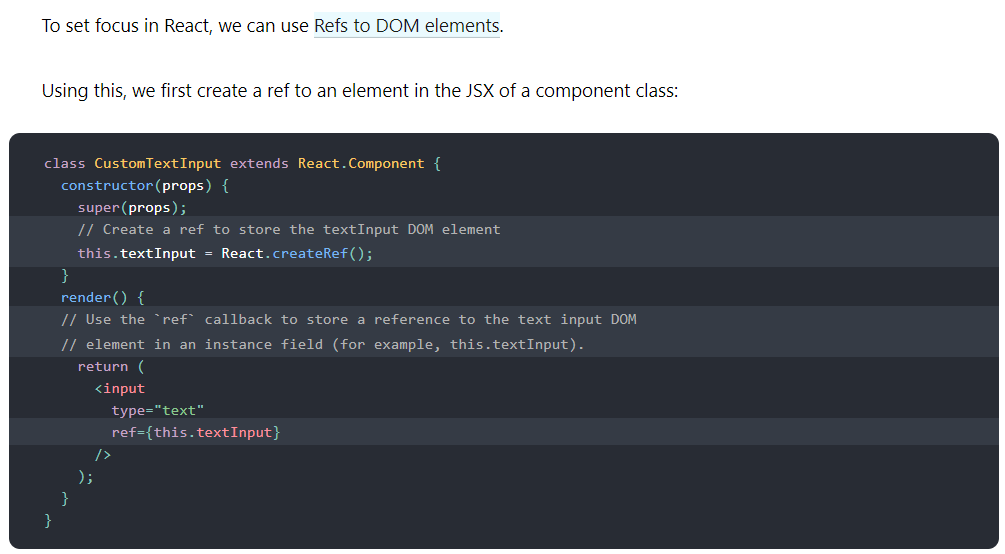 To set focus in React, we can use Refs to DOM elements.
Using this, we first create a ref to an element in the JSX of a component class:
class CustomTextInput extends React.Component {
  constructor(props) {
    super(props);
    // Create a ref to store the textInput DOM element
    this.textInput = React.createRef();
  }
  render() {
  // Use the `ref` callback to store a reference to the text input DOM
  // element in an instance field (for example, this.textInput).
    return (
      <input
        type="text"
        ref={this.textInput}
      />
    );
  }
}